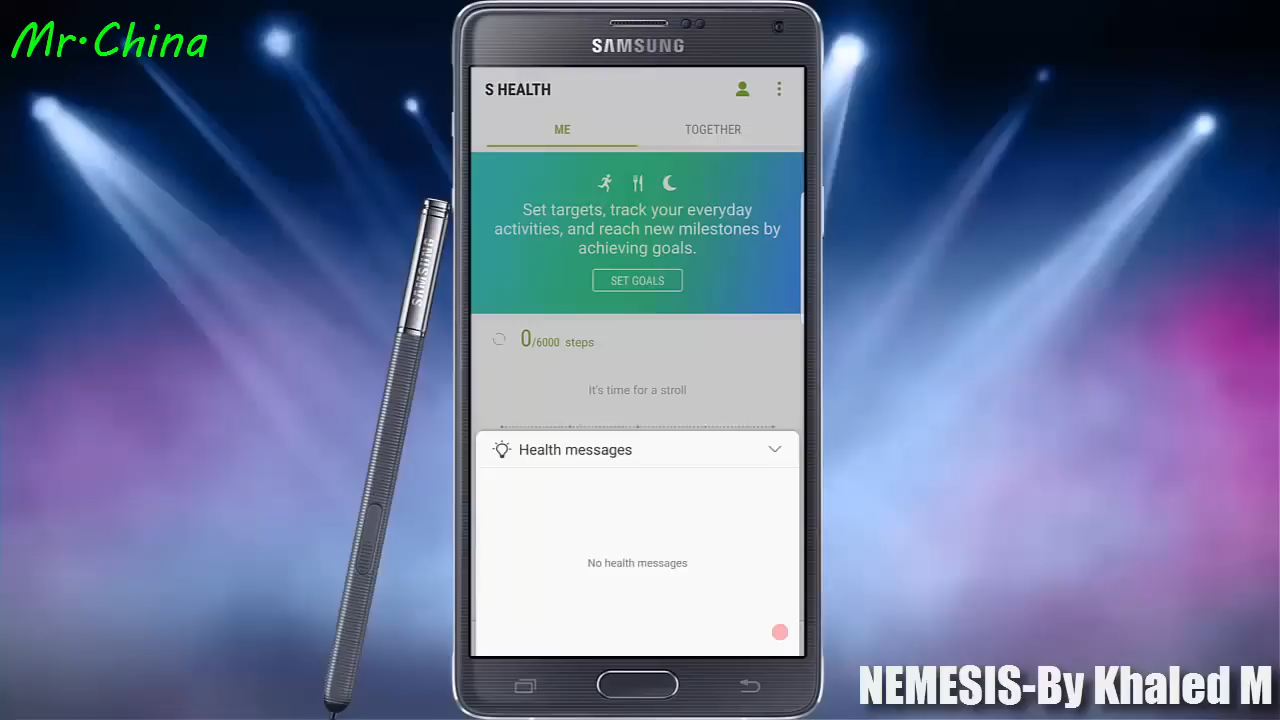 Mr.China
SAMSUNG
S HEALTH
ME
TOGETHER
Set targets, track your everyday
activities, and reach new milestones by
achieving goals.
SET GOALS
0/6000 steps
It's time for a stroll
Health messages
No health messages
SAMSUNG
NEMESIS-By Khaled M